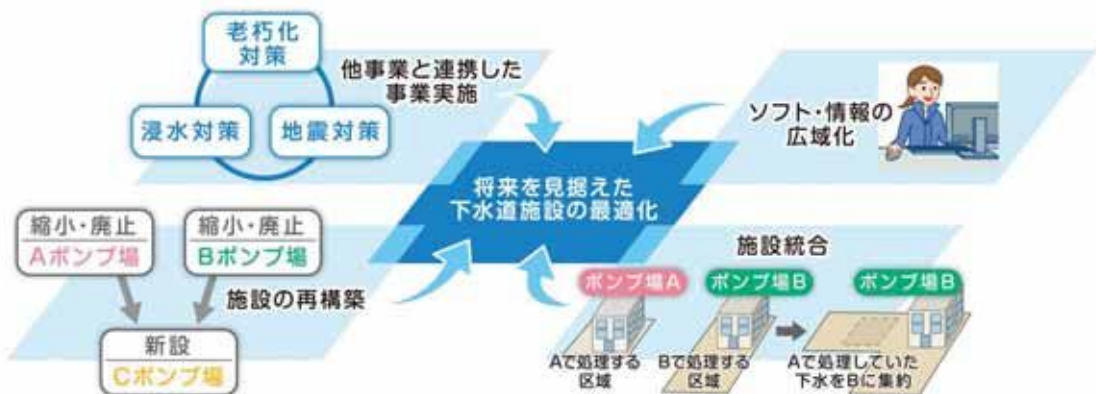 老朽化
対策
浸水対策
地震対策
他事業と連携した
事業実施
ソフト・情報の
広域化
将来を見据えた
下水道施設の最適化
縮小・廃止
Aポンプ場
縮小・廃止
Bポンプ場
施設の再構築
新設
Cポンプ場
施設統合
ポンプ場A
ポンプ場B
ポンプ場B
Aで処理する
区域
Bで処理する
区域
Aで処理していた
下水をBに集約